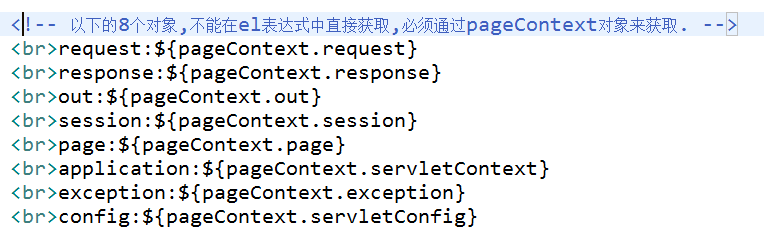 <!-- 以下的8个对象,不能在el表达式中直接获取,必须通过pageContext对象来获取. -->
<br>request:${pageContext.request}
<br>response:${pageContext.response}
<br>out:${pageContext.out}
<br>session:${pageContext.session}
<br>page:${pageContext.page}
<br>application:${pageContext.servletContext}
<br>exception:${pageContext.exception}
<br>config:${pageContext.servletConfig}